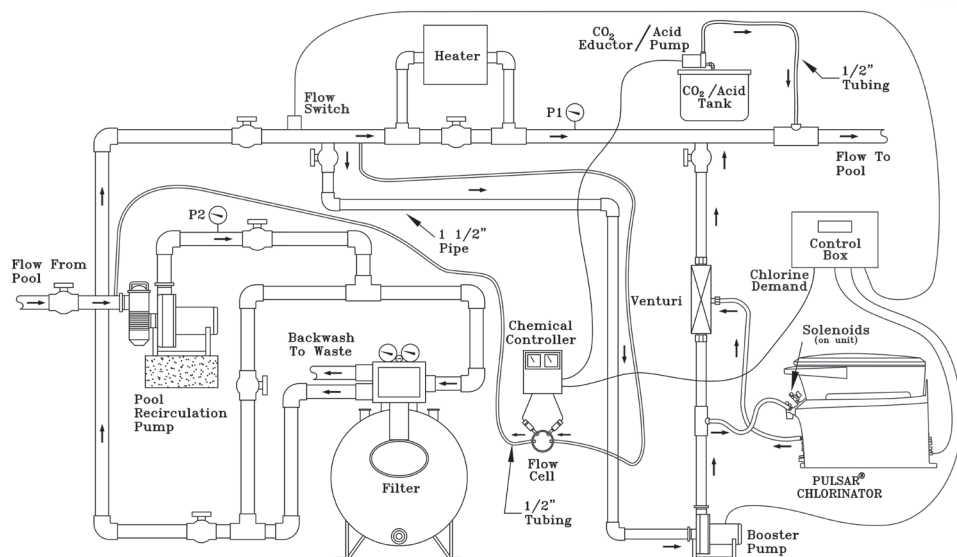 CO2
Eductor/Acid Pump
Heater
1/2"
Tubing
CO2/Acid
Tank
Flow
Switch
P1
Flow To
Pool
P2
1 1/2"
Pipe
Control
Box
Flow From
Pool
Chlorine
Demand
Venturi
Chemical
Controller
Solenoids
(on unit)
Backwash
To Waste
Pool
Recirculation
Pump
Flow
Cell
Filter
PULSAR®
CHLORINATOR
1/2"
Tubing
Booster
Pump